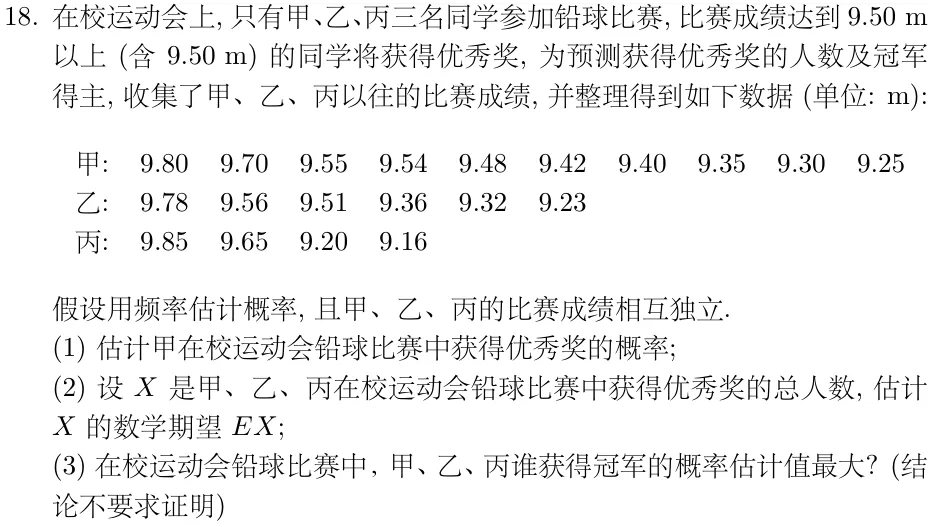 18. 在校运动会上, 只有甲、乙、丙三名同学参加铅球比赛, 比赛成绩达到 9.50 m
以上 (含 9.50 m) 的同学将获得优秀奖, 为预测获得优秀奖的人数及冠军
得主, 收集了甲、乙、丙以往的比赛成绩, 并整理得到如下数据 (单位: m):
甲: 9.80 9.70 9.55 9.54 9.48 9.42 9.40 9.35 9.30 9.25
乙: 9.78 9.56 9.51 9.36 9.32 9.23
丙: 9.85 9.65 9.20 9.16
假设用频率估计概率, 且甲、乙、丙的比赛成绩相互独立.
(1) 估计甲在校运动会铅球比赛中获得优秀奖的概率;
(2) 设 X 是甲、乙、丙在校运动会铅球比赛中获得优秀奖的总人数, 估计
X 的数学期望 EX;
(3) 在校运动会铅球比赛中, 甲、乙、丙谁获得冠军的概率估计值最大? (结
论不要求证明)